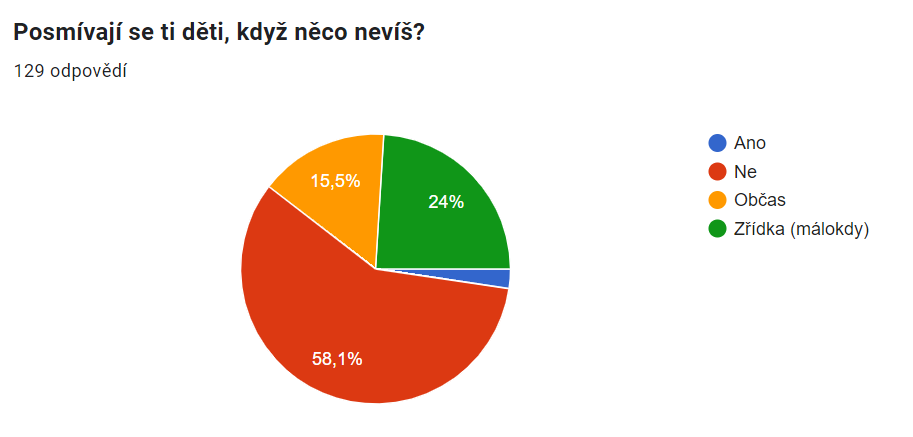 Posmívají se ti děti, když něco nevíš?
129 odpovědí
15,5%
24%
58,1%
Ano
Ne
Občas
Zřídka (málokdy)